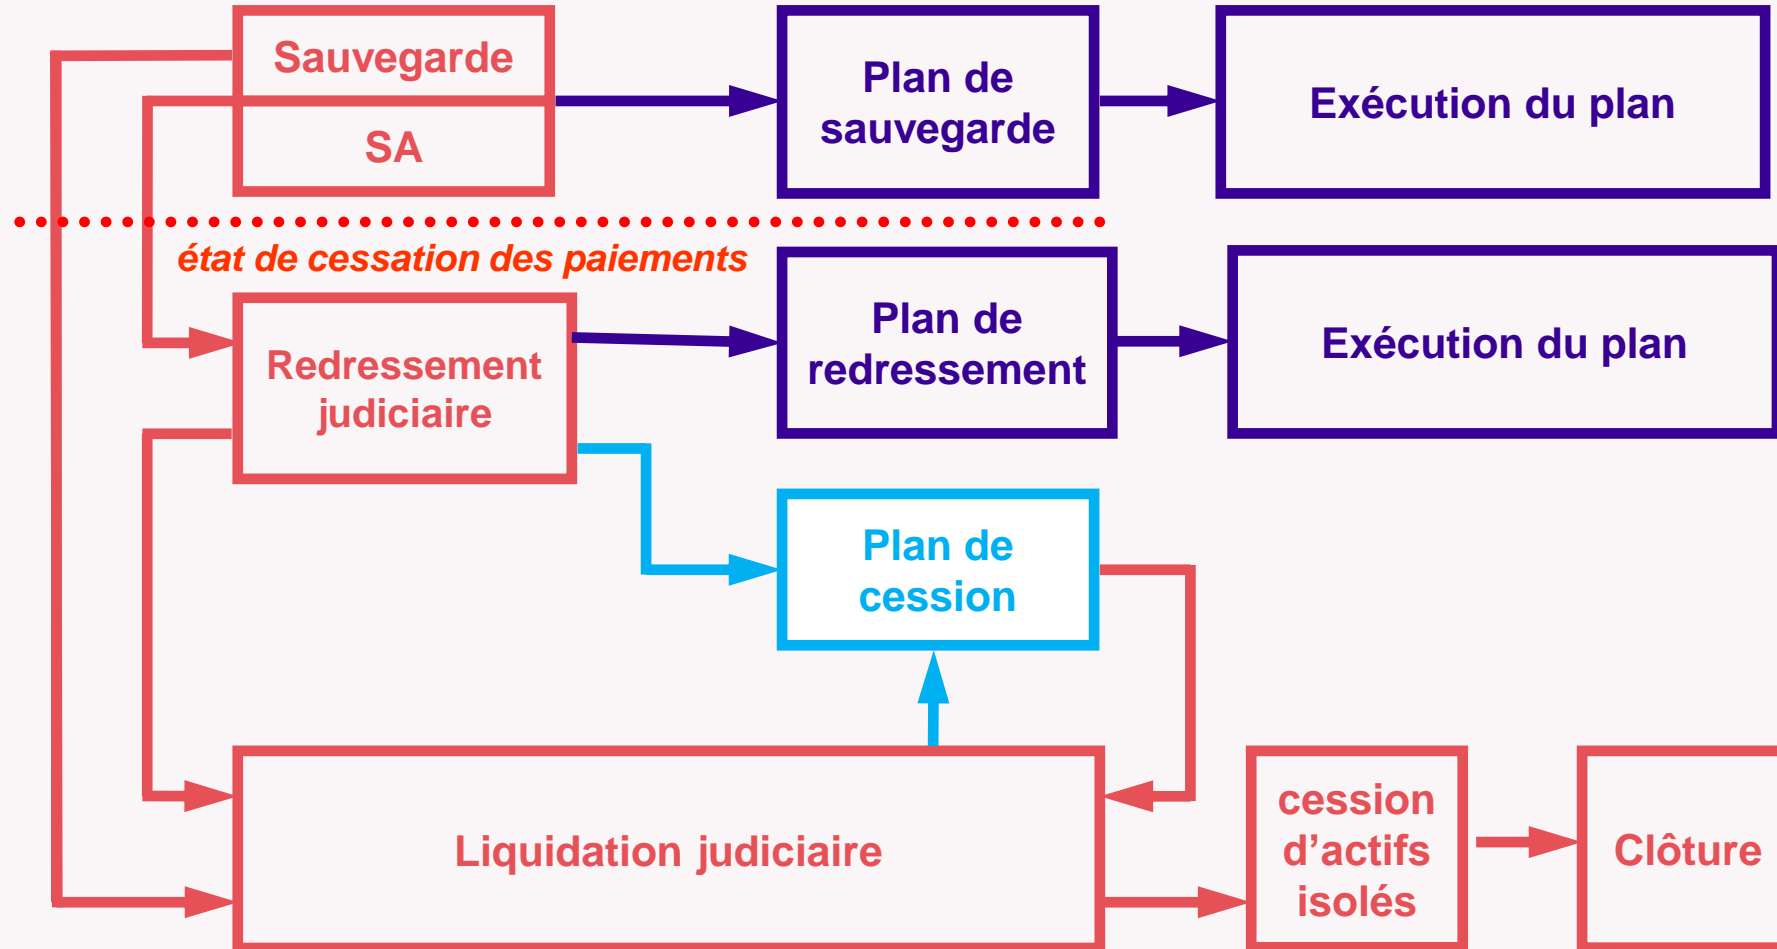 Sauvegarde
SA
Plan de
sauvegarde
Exécution du plan
état de cessation des paiements
Redressement
judiciaire
Plan de
redressement
Exécution du plan
Plan de
cession
Liquidation judiciaire
cession
d’actifs
isolés
Clôture